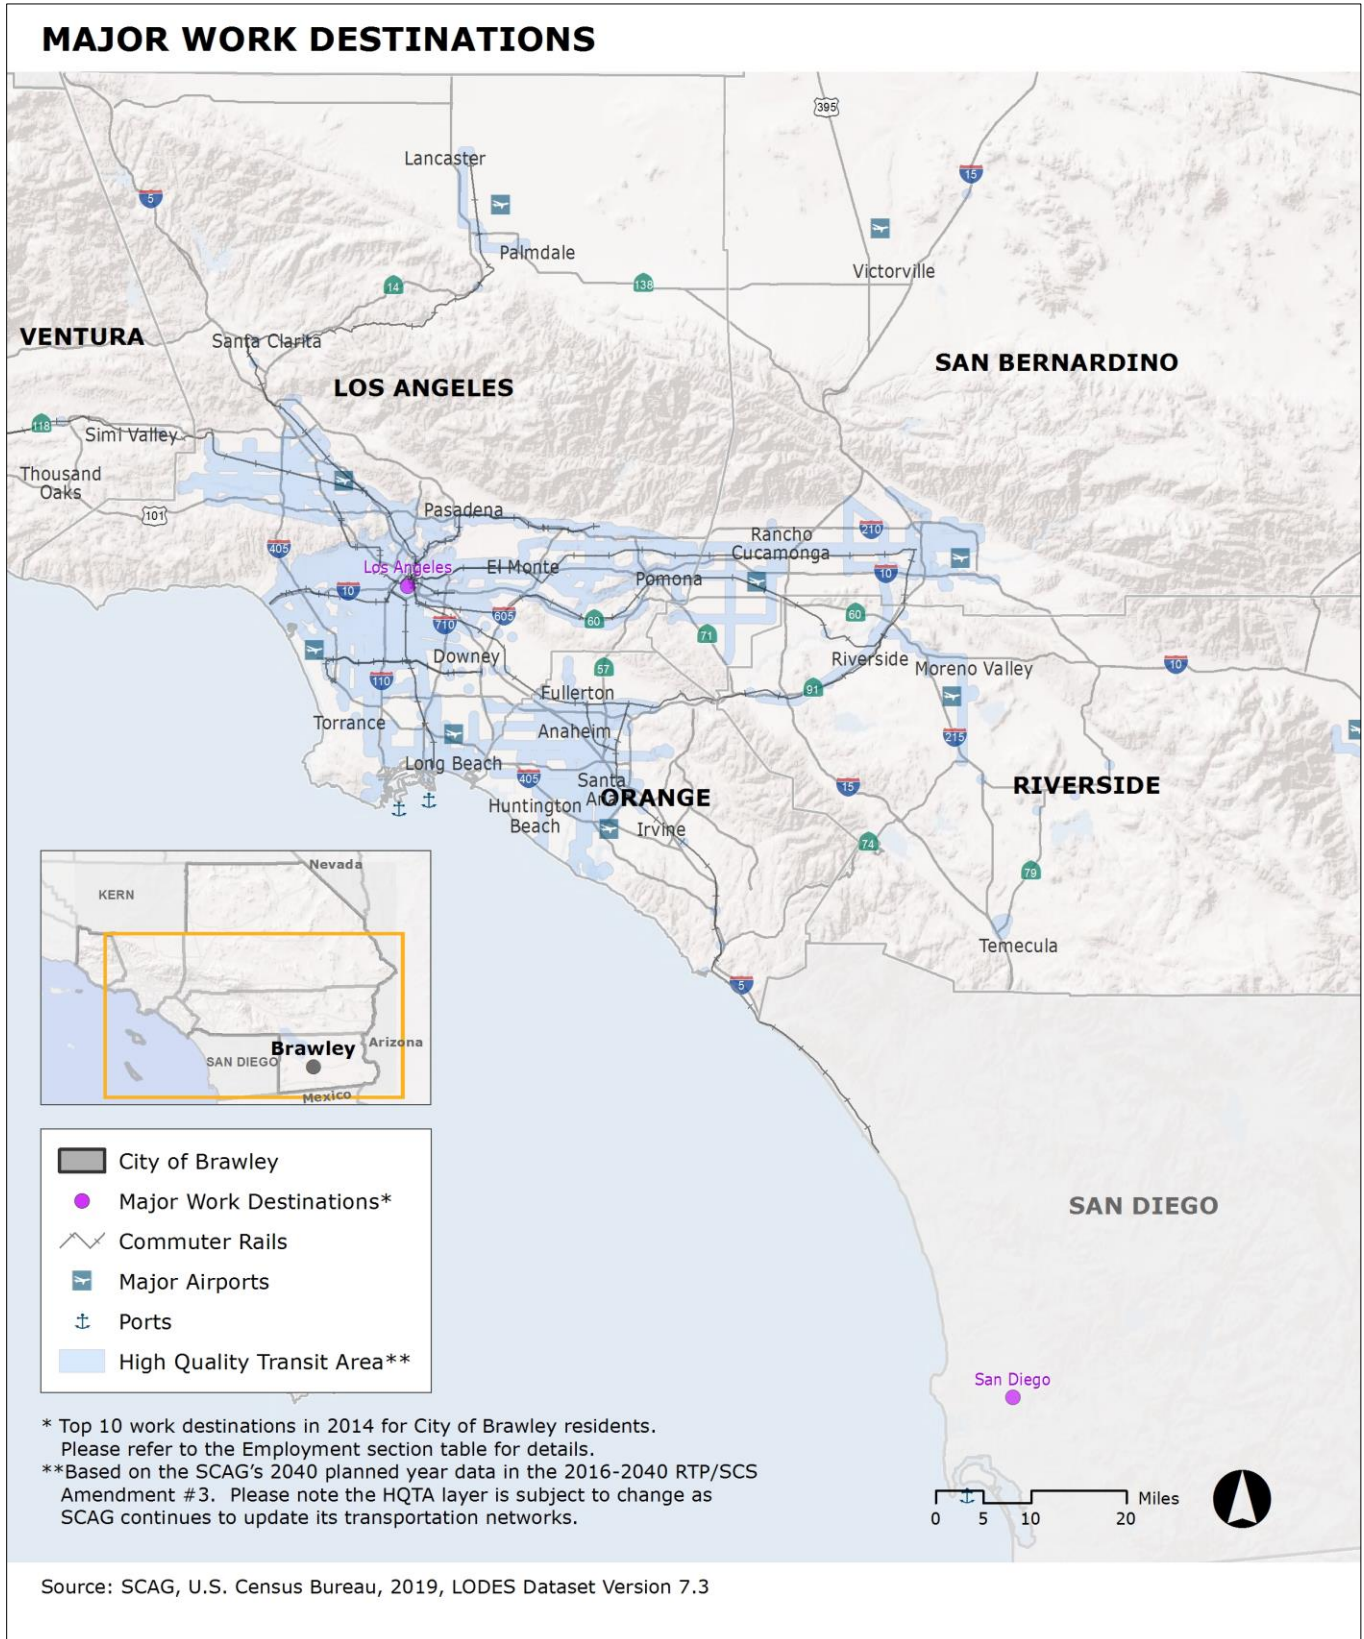 MAJOR WORK DESTINATIONS
395
Lancaster
15
5
Palmdale
Victorville
14
138
VENTURA
Santa Clarita
SAN BERNARDINO
LOS ANGELES
118
Simi Valley
Thousand
Oaks
101
Pasadena
405
Rancho
Cucamonga
210
Los Angeles
El Monte
Pomona
10
10
605
710
60
60
71
Downey
57
Riverside
Moreno Valley
10
110
91
Fullerton
Torrance
Anaheim
215
Long Beach
405
Santa
Ana
ORANGE
15
RIVERSIDE
Huntington
Beach
Irvine
74
79
Temecula
5
Nevada
KERN
Brawley
Arizona
SAN DIEGO
Mexico
City of Brawley
Major Work Destinations*
Commuter Rails
Major Airports
Ports
High Quality Transit Area**
SAN DIEGO
San Diego
* Top 10 work destinations in 2014 for City of Brawley residents.
Please refer to the Employment section table for details.
**Based on the SCAG's 2040 planned year data in the 2016-2040 RTP/SCS
Amendment #3. Please note the HQTA layer is subject to change as
SCAG continues to update its transportation networks.
Miles
0 5 10 20
Source: SCAG, U.S. Census Bureau, 2019, LODES Dataset Version 7.3